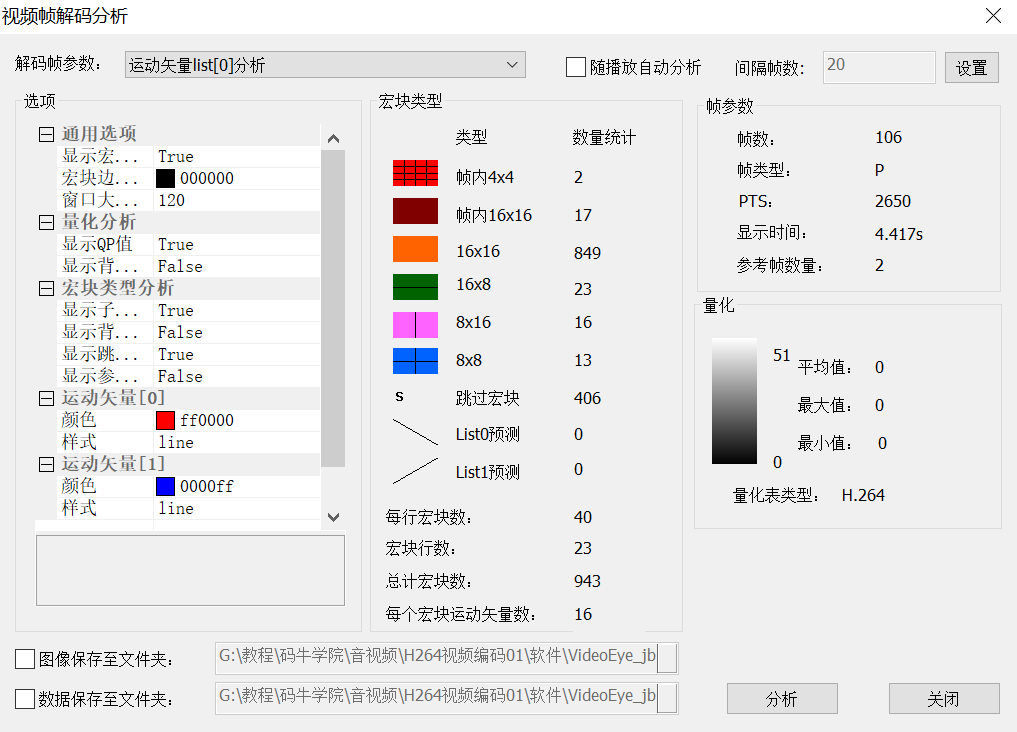 视频帧解码分析
解码帧参数： 运动矢量list[0]分析 随播放自动分析 间隔帧数： 20 设置
选项
通用选项
显示宏... True
宏块边... 000000
窗口大... 120
量化分析
显示QP值 True
显示背... False
宏块类型分析
显示子... True
显示背... False
显示跳... True
显示参... False
运动矢量[0]
颜色 ff0000
样式 line
运动矢量[1]
颜色 0000ff
样式 line
宏块类型
类型 数量统计
帧内4x4 2
帧内16x16 17
16x16 849
16x8 23
8x16 16
8x8 13
s 跳过宏块 406
List0预测 0
List1预测 0
每行宏块数： 40
宏块行数： 23
总计宏块数： 943
每个宏块运动矢量数： 16
帧参数
帧数： 106
帧类型： P
PTS： 2650
显示时间： 4.417s
参考帧数量： 2
量化
51
平均值： 0
最大值： 0
最小值： 0
0
量化表类型： H.264
图像保存至文件夹： G:\教程\码牛学院\音视频\H264视频编码01\软件\VideoEye_jb
数据保存至文件夹： G:\教程\码牛学院\音视频\H264视频编码01\软件\VideoEye_jb
分析 关闭